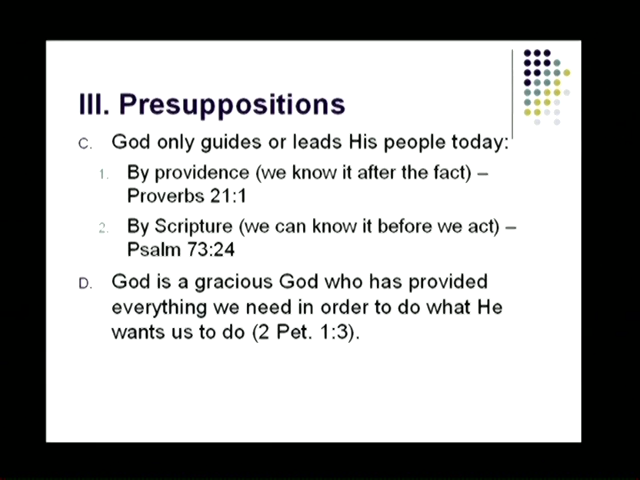 III. Presuppositions
C. God only guides or leads His people today:
1. By providence (we know it after the fact) –
Proverbs 21:1
2. By Scripture (we can know it before we act) –
Psalm 73:24
D. God is a gracious God who has provided
everything we need in order to do what He
wants us to do (2 Pet. 1:3).